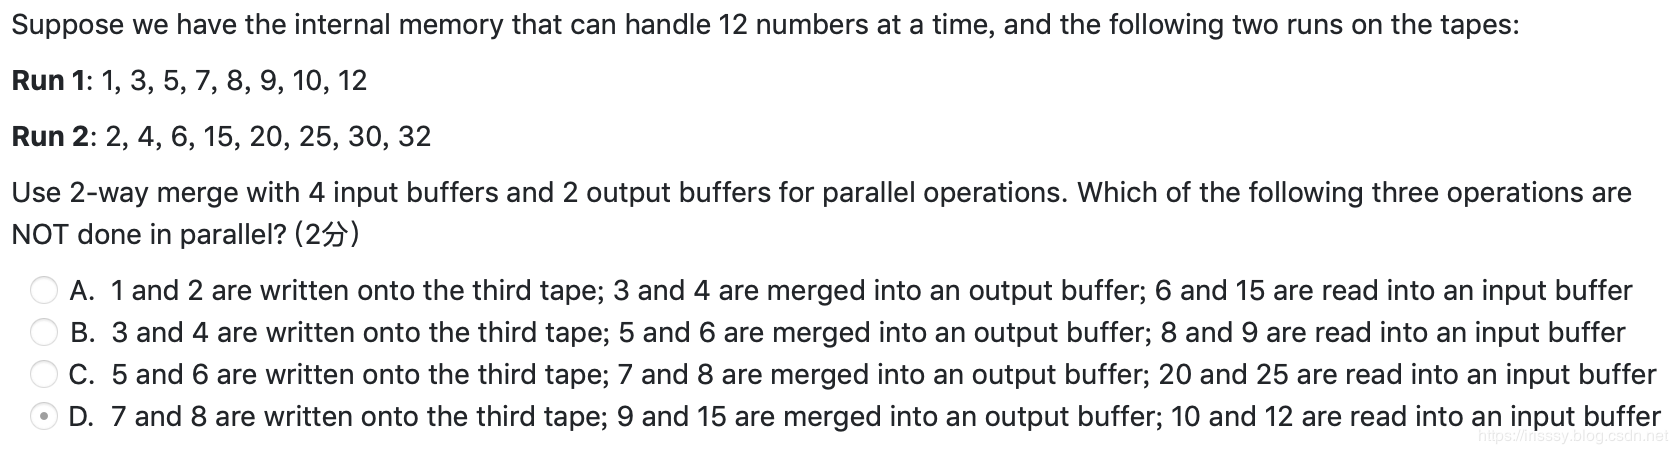 Suppose we have the internal memory that can handle 12 numbers at a time, and the following two runs on the tapes:
Run 1: 1, 3, 5, 7, 8, 9, 10, 12
Run 2: 2, 4, 6, 15, 20, 25, 30, 32
Use 2-way merge with 4 input buffers and 2 output buffers for parallel operations. Which of the following three operations are
NOT done in parallel? (2分)
A. 1 and 2 are written onto the third tape; 3 and 4 are merged into an output buffer; 6 and 15 are read into an input buffer
B. 3 and 4 are written onto the third tape; 5 and 6 are merged into an output buffer; 8 and 9 are read into an input buffer
C. 5 and 6 are written onto the third tape; 7 and 8 are merged into an output buffer; 20 and 25 are read into an input buffer
D. 7 and 8 are written onto the third tape; 9 and 15 are merged into an output buffer; 10 and 12 are read into an input buffer